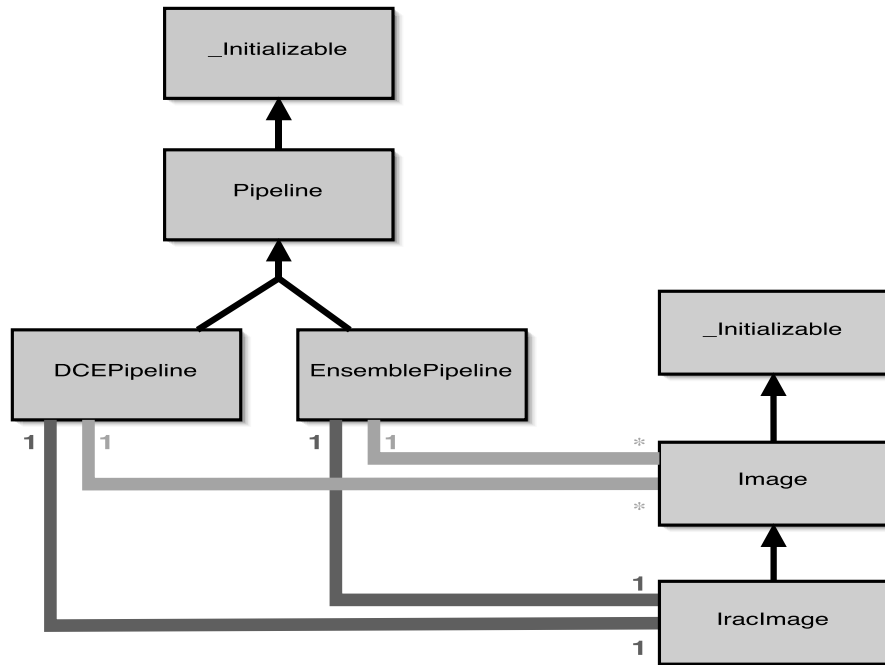 _Initializable
Pipeline
_Initializable
DCEPipeline
EnsemblePipeline
1 1 1 1 *
Image
*
1
IracImage
1